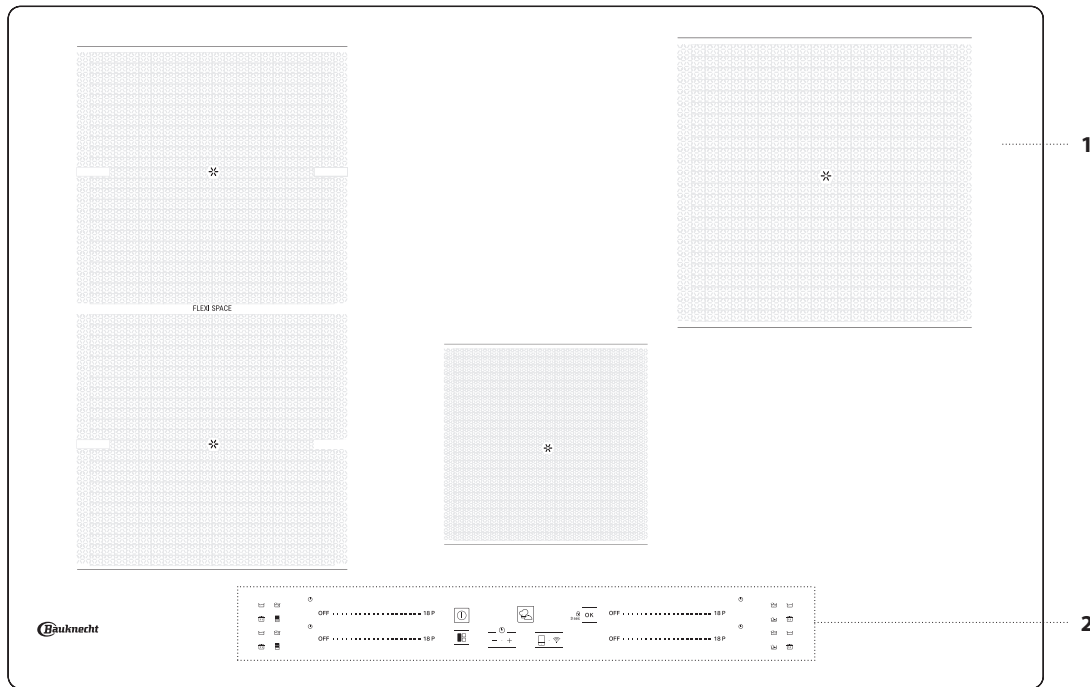 1
FLEXI SPACE
OFF 18 P
OFF 18 P
OK
OFF 18 P
OFF 18 P
− +
Bauknecht
2